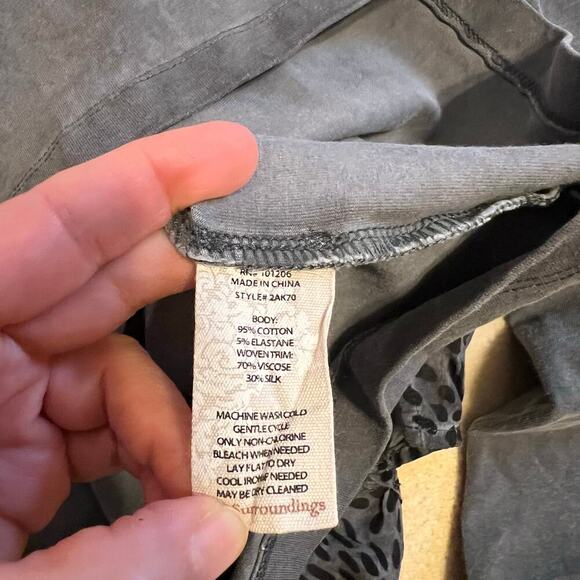 RN# 101206
MADE IN CHINA
STYLE# 2AK70
BODY:
95% COTTON
5% ELASTANE
WOVEN TRIM:
70% VISCOSE
30% SILK
MACHINE WASH COLD
GENTLE CYCLE
ONLY NON-CHLORINE
BLEACH WHEN NEEDED
LAY FLAT TO DRY
COOL IRON IF NEEDED
MAY BE DRY CLEANED
Surroundings